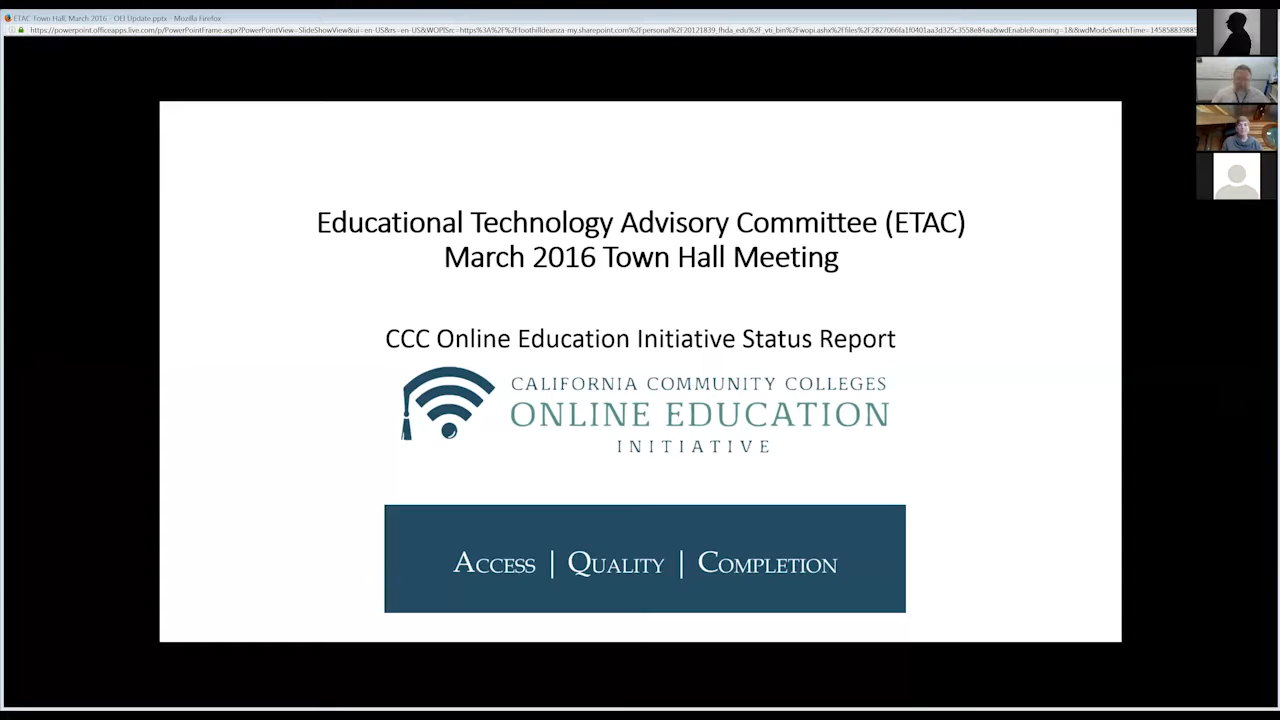 ETAC Town Hall, March 2016 - OEI Update.pptx - Mozilla Firefox
Educational Technology Advisory Committee (ETAC)
March 2016 Town Hall Meeting
CCC Online Education Initiative Status Report
CALIFORNIA COMMUNITY COLLEGES
ONLINE EDUCATION
INITIATIVE
ACCESS | QUALITY | COMPLETION